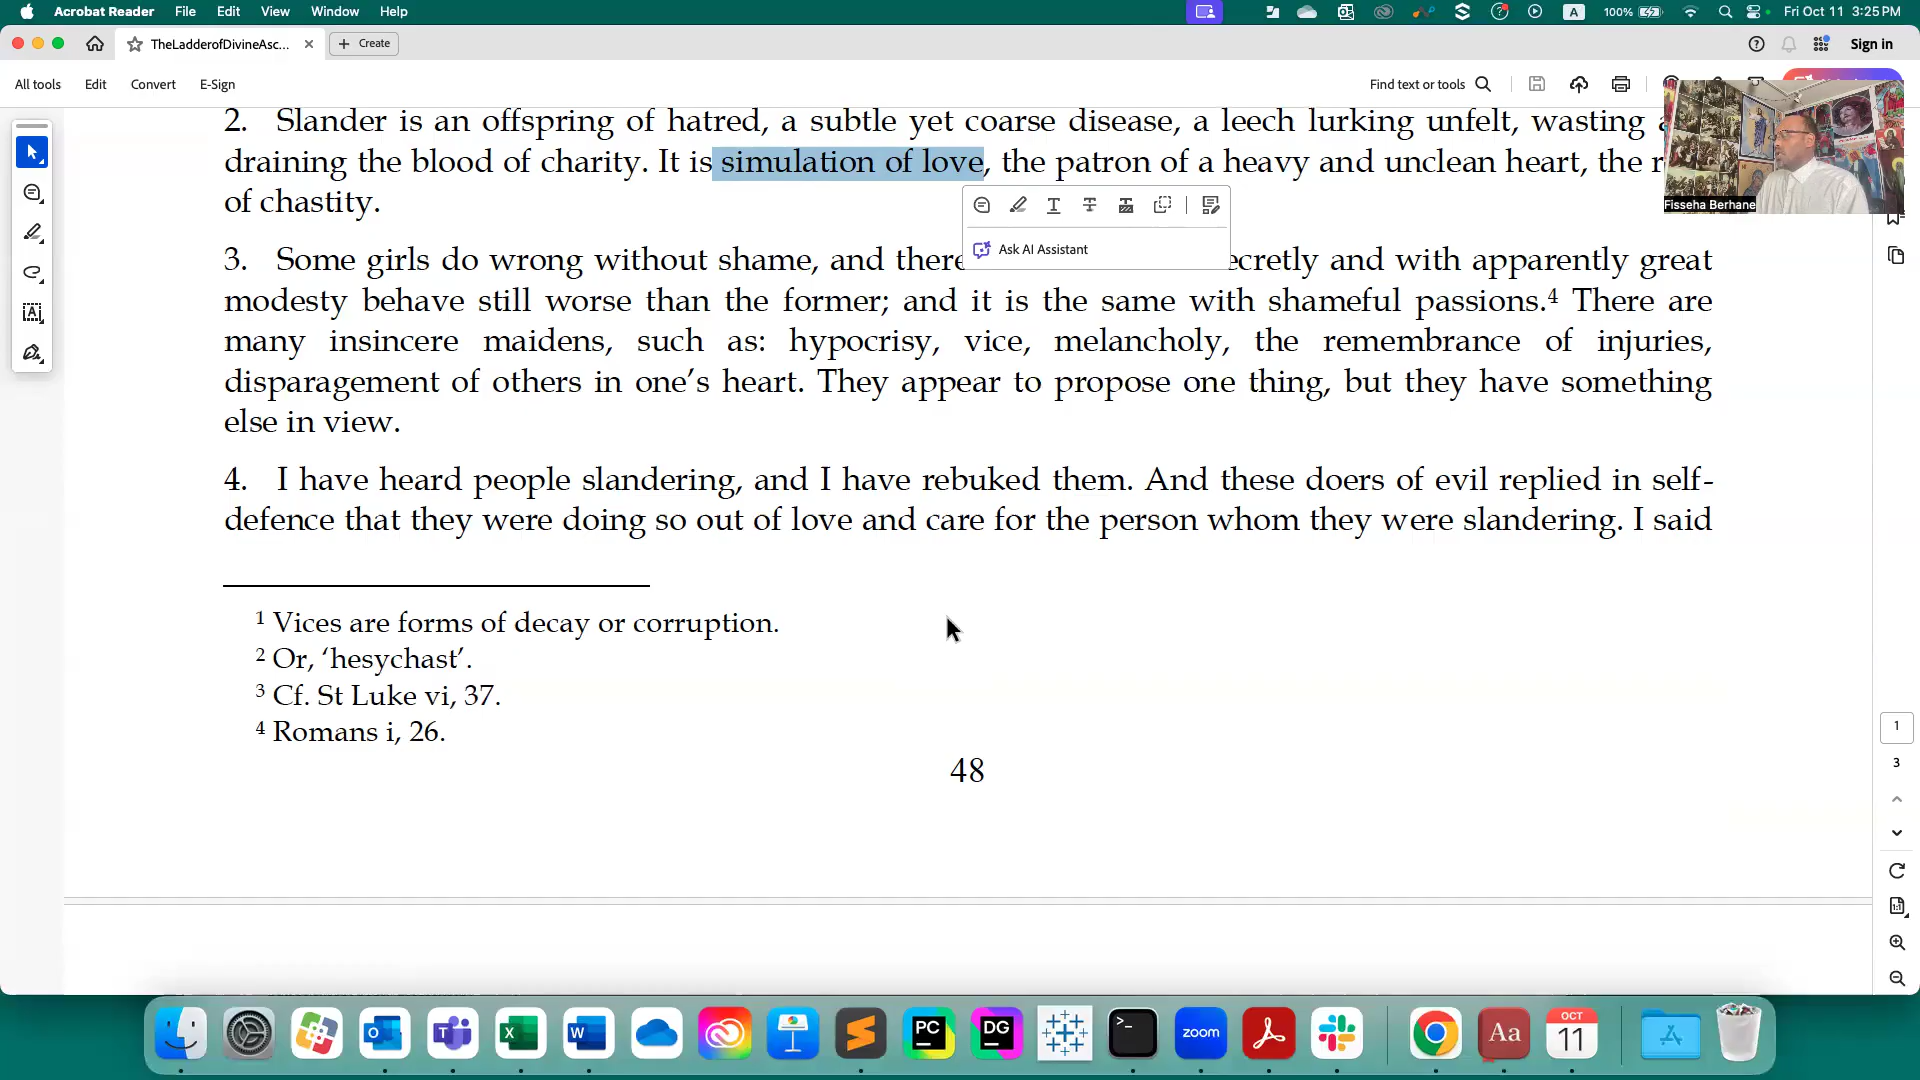 Acrobat Reader File Edit View Window Help
100% Fri Oct 11 3:25 PM
TheLadderofDivineAsc... Create Sign in
All tools Edit Convert E-Sign Find text or tools
2. Slander is an offspring of hatred, a subtle yet coarse disease, a leech lurking unfelt, wasting
draining the blood of charity. It is simulation of love, the patron of a heavy and unclean heart, the
of chastity.
Fisseha Berhane
Ask AI Assistant
3. Some girls do wrong without shame, and there ecretly and with apparently great
modesty behave still worse than the former; and it is the same with shameful passions.⁴ There are
many insincere maidens, such as: hypocrisy, vice, melancholy, the remembrance of injuries,
disparagement of others in one’s heart. They appear to propose one thing, but they have something
else in view.
4. I have heard people slandering, and I have rebuked them. And these doers of evil replied in self-
defence that they were doing so out of love and care for the person whom they were slandering. I said
¹ Vices are forms of decay or corruption.
² Or, ‘hesychast’.
³ Cf. St Luke vi, 37.
⁴ Romans i, 26.
48
1
3
PC DG zoom Aa OCT
11